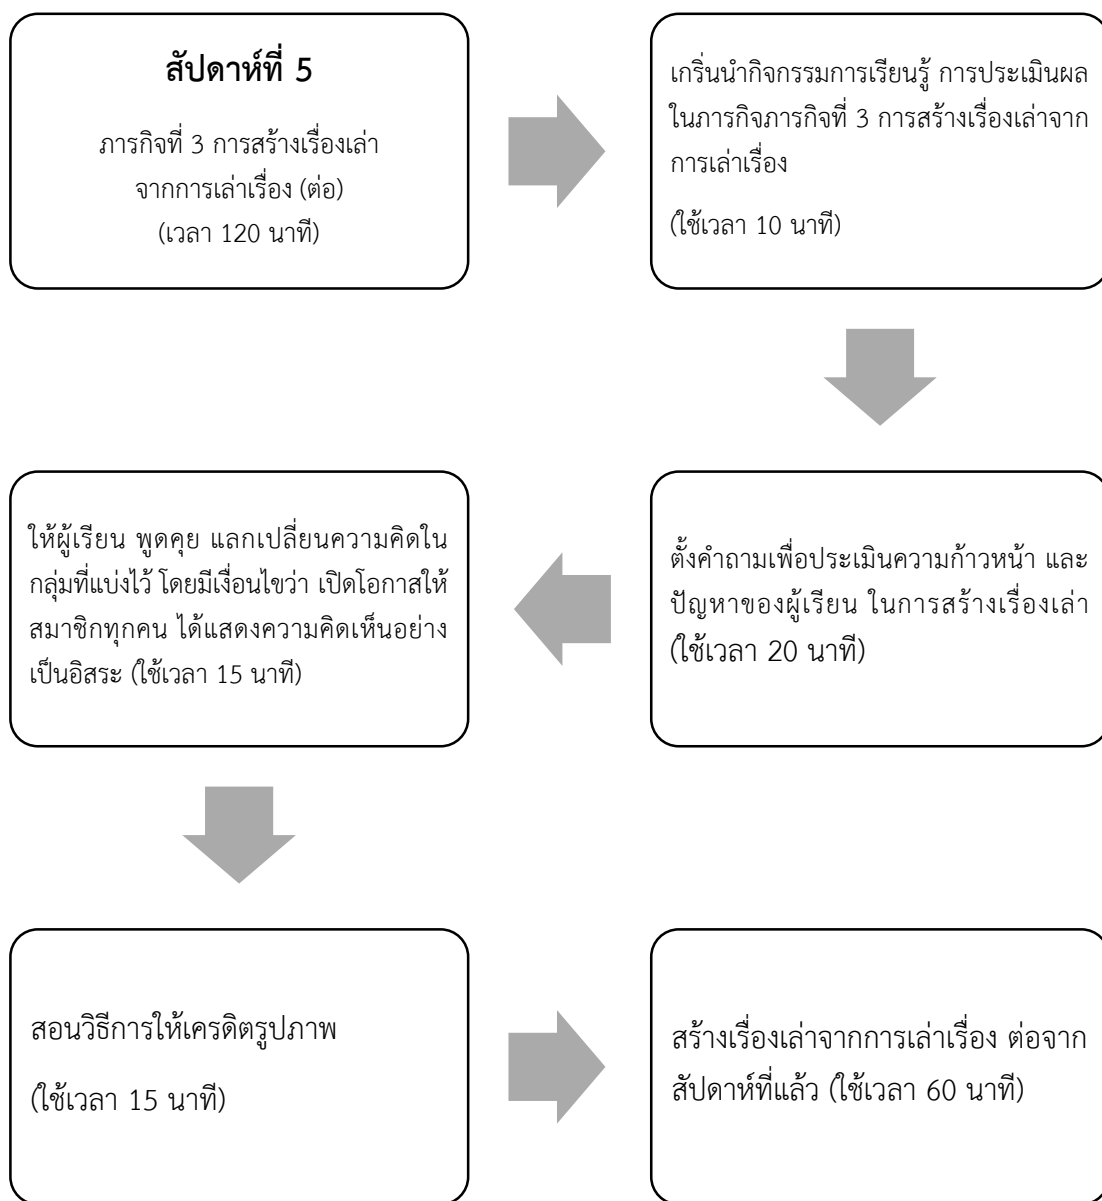 สัปดาห์ที่ 5
ภารกิจที่ 3 การสร้างเรื่องเล่า
จากการเล่าเรื่อง (ต่อ)
(เวลา 120 นาที)
เกริ่นนำกิจกรรมการเรียนรู้ การประเมินผล
ในภารกิจภารกิจที่ 3 การสร้างเรื่องเล่าจาก
การเล่าเรื่อง
(ใช้เวลา 10 นาที)
ตั้งคำถามเพื่อประเมินความก้าวหน้า และ
ปัญหาของผู้เรียน ในการสร้างเรื่องเล่า
(ใช้เวลา 20 นาที)
ให้ผู้เรียน พูดคุย แลกเปลี่ยนความคิดใน
กลุ่มที่แบ่งไว้ โดยมีเงื่อนไขว่า เปิดโอกาสให้
สมาชิกทุกคน ได้แสดงความคิดเห็นอย่าง
เป็นอิสระ (ใช้เวลา 15 นาที)
สอนวิธีการให้เครดิตรูปภาพ
(ใช้เวลา 15 นาที)
สร้างเรื่องเล่าจากการเล่าเรื่อง ต่อจาก
สัปดาห์ที่แล้ว (ใช้เวลา 60 นาที)